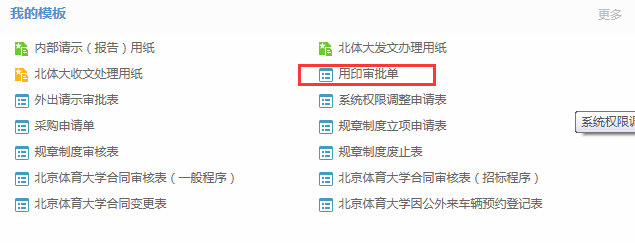 我的模板 更多
内部请示（报告）用纸 北体大发文办理用纸
北体大收文处理用纸 用印审批单
外出请示审批表 系统权限调整申请表
采购申请单 规章制度立项申请表
系统权限调
规章制度审核表 规章制度废止表
北京体育大学合同审核表（一般程序） 北京体育大学合同审核表（招标程序）
北京体育大学合同变更表 北京体育大学因公外来车辆预约登记表